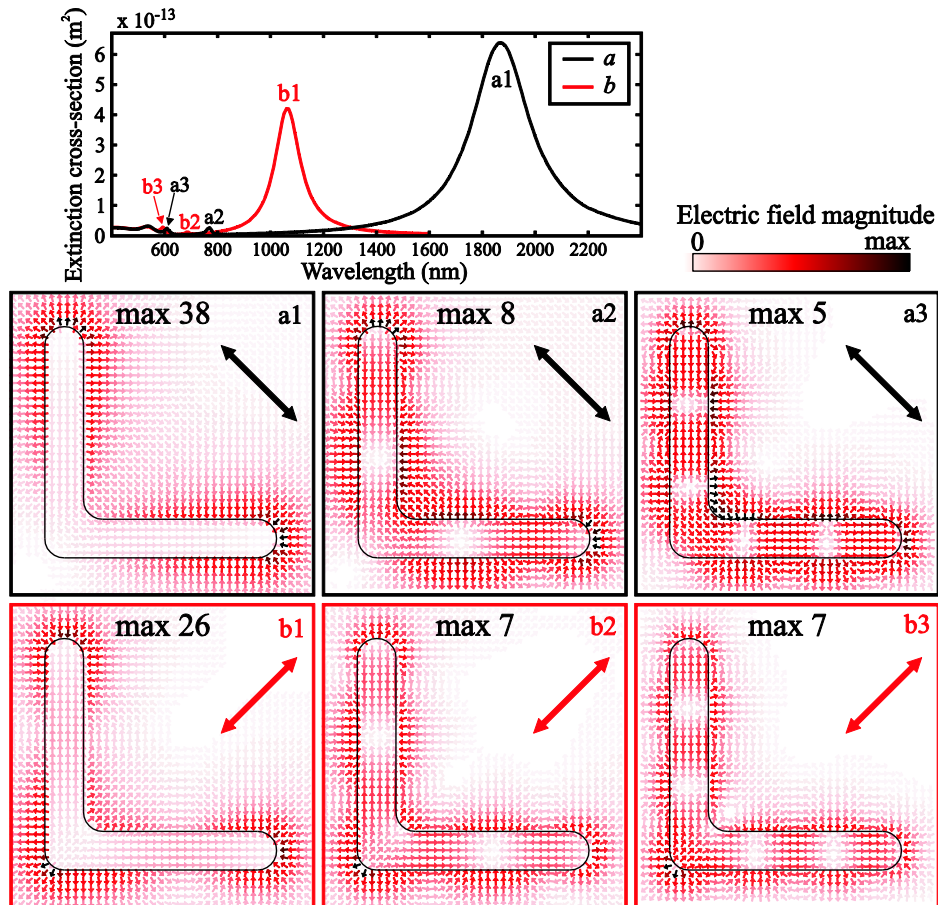 x 10⁻¹³
Extinction cross-section (m²)
6
5
4
3
2
1
0
b3
a3
b2
a2
b1
a1
a
b
600 800 1000 1200 1400 1600 1800 2000 2200
Wavelength (nm)
Electric field magnitude
0 max
max 38 a1
max 8 a2
max 5 a3
max 26 b1
max 7 b2
max 7 b3